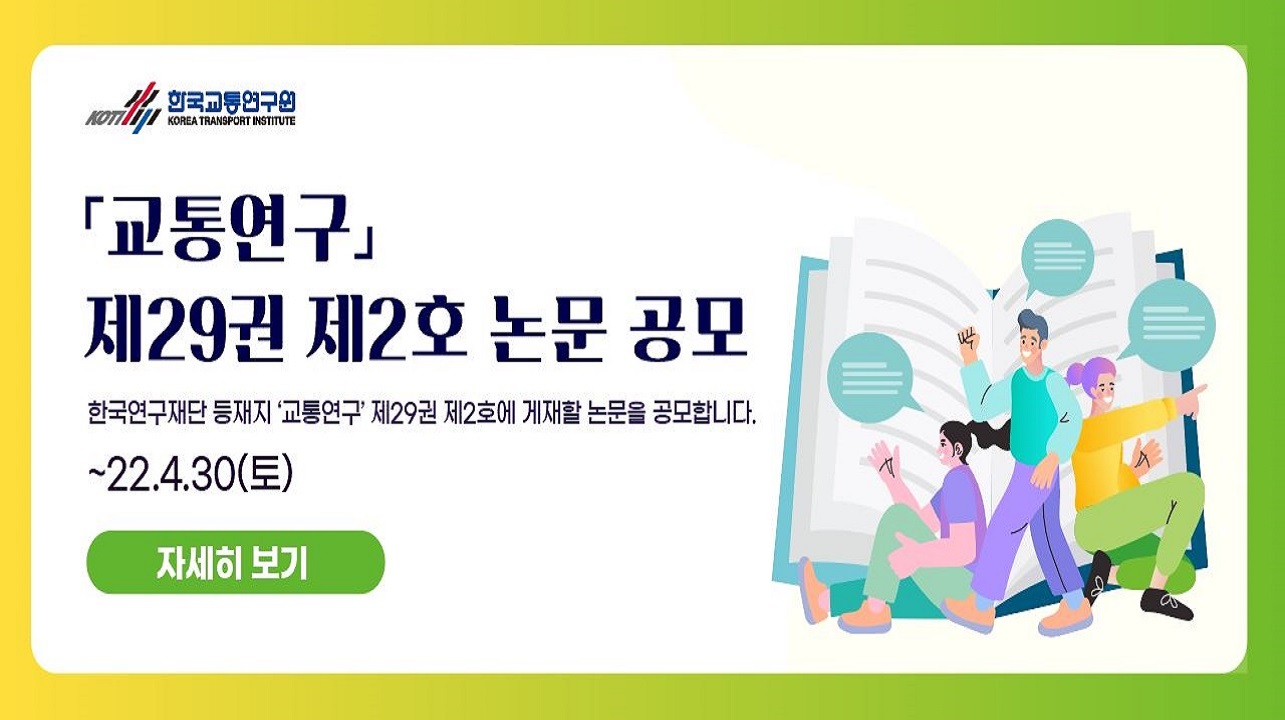 KOTI 한국교통연구원
KOREA TRANSPORT INSTITUTE
「교통연구」
제29권 제2호 논문 공모
한국연구재단 등재지 ‘교통연구’ 제29권 제2호에 게재할 논문을 공모합니다.
~22.4.30(토)
자세히 보기